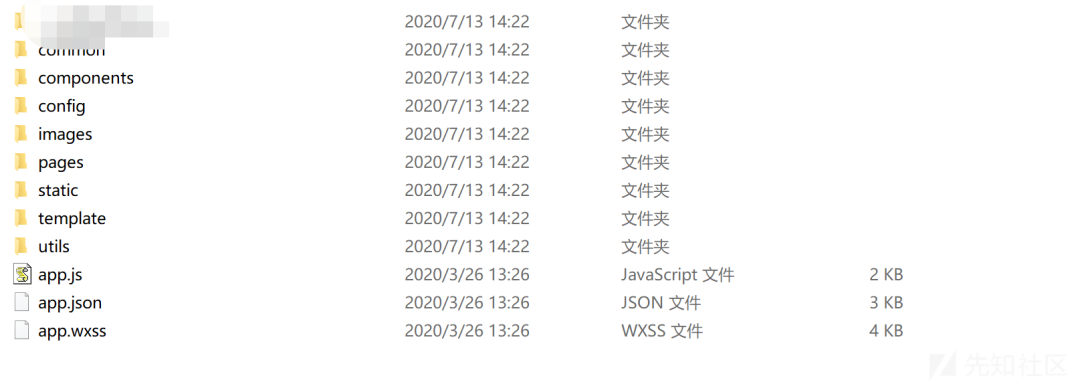 2020/7/13 14:22 文件夹
common 2020/7/13 14:22 文件夹
components 2020/7/13 14:22 文件夹
config 2020/7/13 14:22 文件夹
images 2020/7/13 14:22 文件夹
pages 2020/7/13 14:22 文件夹
static 2020/7/13 14:22 文件夹
template 2020/7/13 14:22 文件夹
utils 2020/7/13 14:22 文件夹
app.js 2020/3/26 13:26 JavaScript 文件 2 KB
app.json 2020/3/26 13:26 JSON 文件 3 KB
app.wxss 2020/3/26 13:26 WXSS 文件 4 KB
先知社区